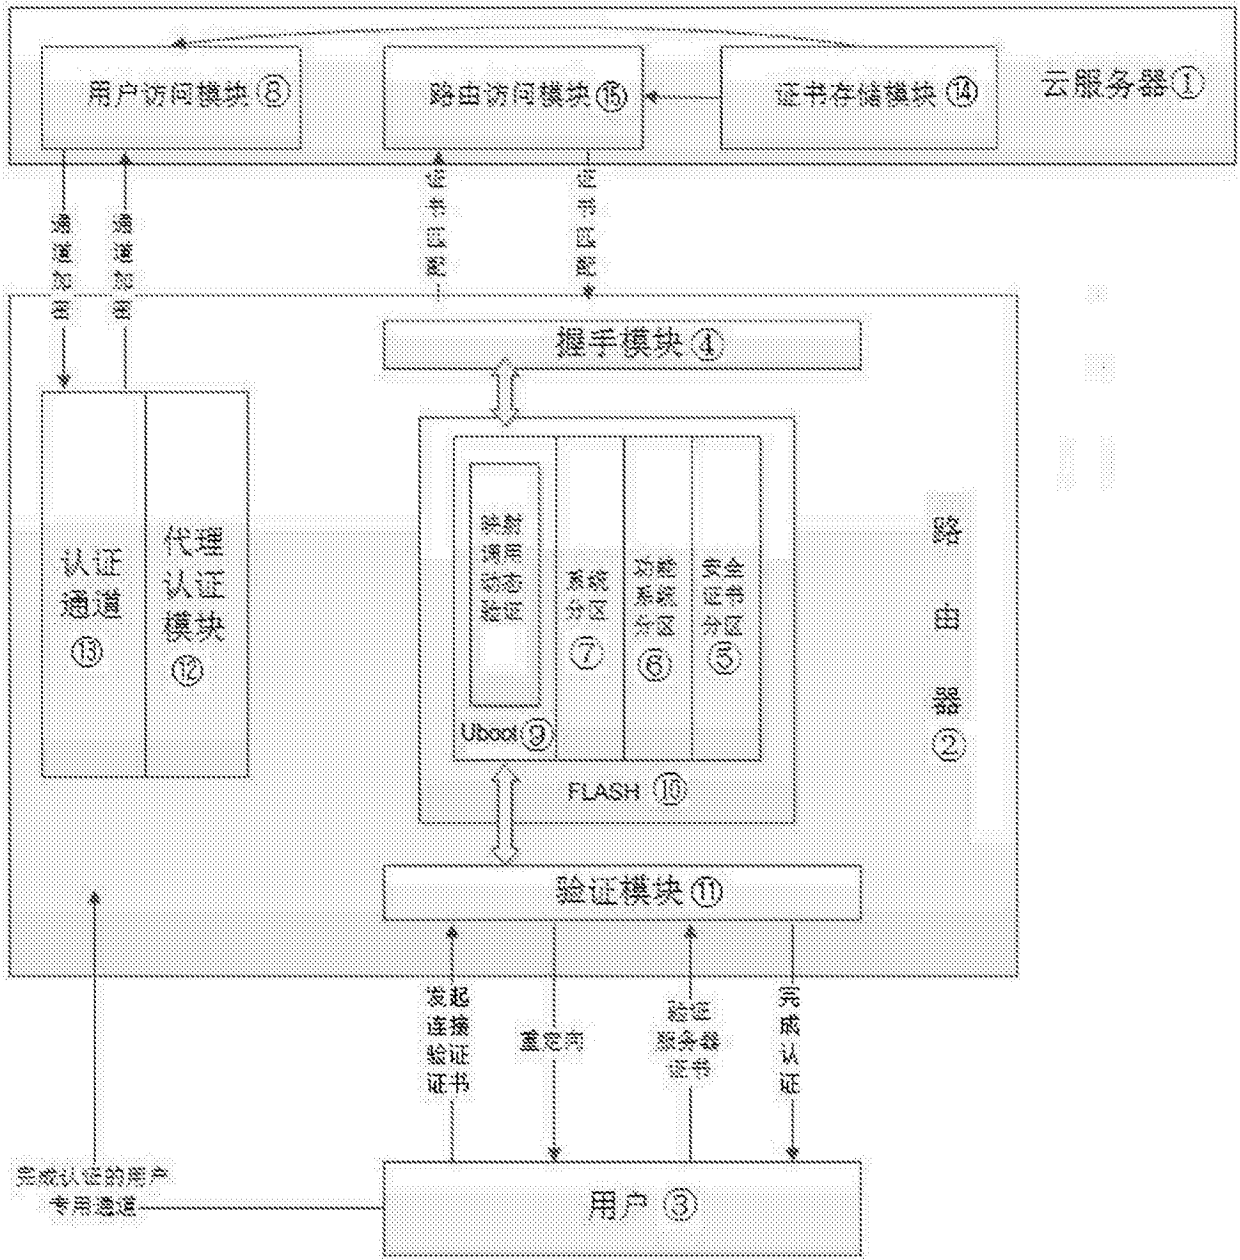 用户访问模块⑧
路由访问模块⑮
证书存储模块⑭
云服务器①
通道加密
通道加密
证书匹配
证书匹配
握手模块④
认证
通道
⑬
代理
认证
模块
⑫
映射
调用
动态
验证
Uboot⑨
系统
分区
⑦
功能
系统
分区
⑥
安全
证书
分区
⑤
FLASH⑩
路
由
器
②
验证模块⑪
发起
连接
验证
证书
重定向
验证
服务器
证书
完成认证
完成认证的用户
专用通道
用户③